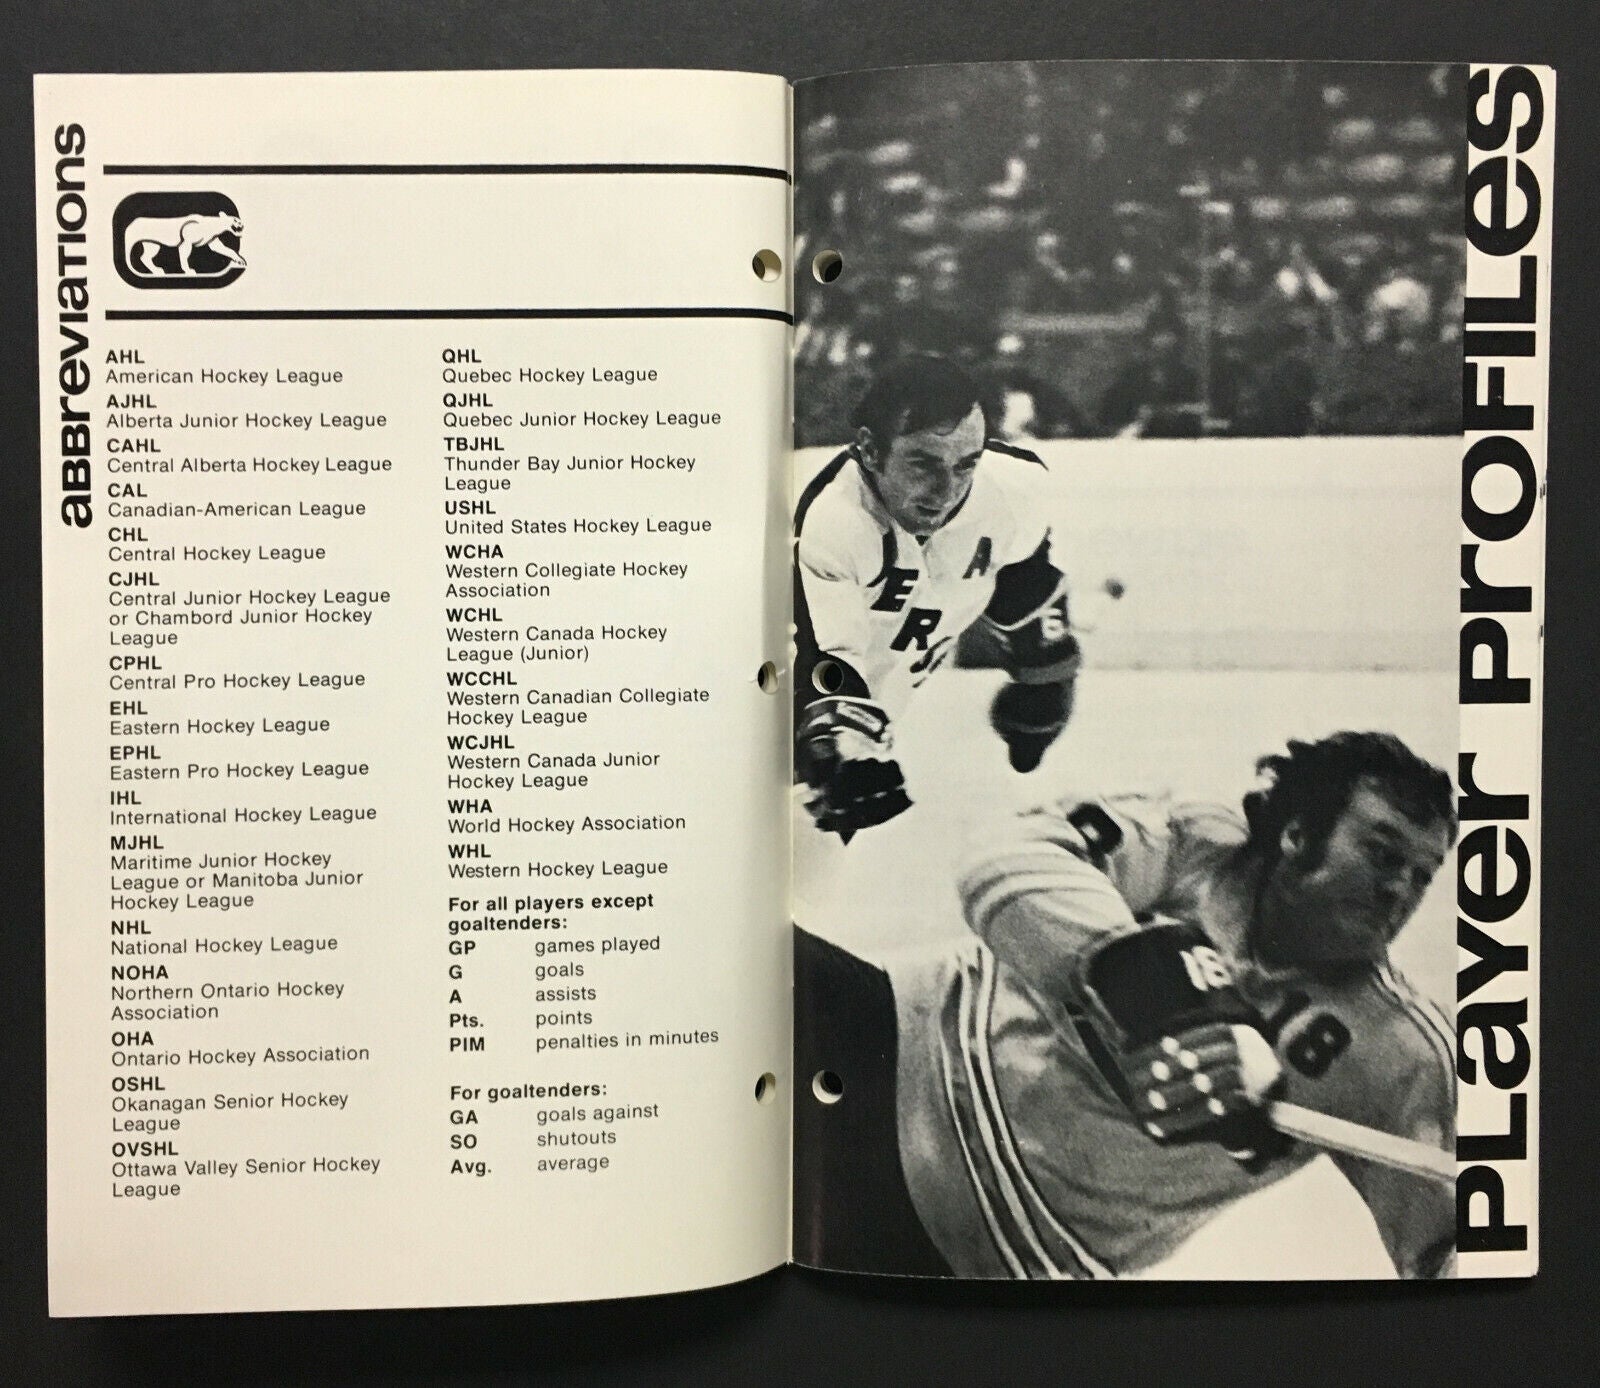 aBBreviaTions
AHL
American Hockey League
AJHL
Alberta Junior Hockey League
CAHL
Central Alberta Hockey League
CAL
Canadian-American League
CHL
Central Hockey League
CJHL
Central Junior Hockey League
or Chambord Junior Hockey
League
CPHL
Central Pro Hockey League
EHL
Eastern Hockey League
EPHL
Eastern Pro Hockey League
IHL
International Hockey League
MJHL
Maritime Junior Hockey
League or Manitoba Junior
Hockey League
NHL
National Hockey League
NOHA
Northern Ontario Hockey
Association
OHA
Ontario Hockey Association
OSHL
Okanagan Senior Hockey
League
OVSHL
Ottawa Valley Senior Hockey
League
QHL
Quebec Hockey League
QJHL
Quebec Junior Hockey League
TBJHL
Thunder Bay Junior Hockey
League
USHL
United States Hockey League
WCHA
Western Collegiate Hockey
Association
WCHL
Western Canada Hockey
League (Junior)
WCCHL
Western Canadian Collegiate
Hockey League
WCJHL
Western Canada Junior
Hockey League
WHA
World Hockey Association
WHL
Western Hockey League
For all players except
goaltenders:
GP games played
G goals
A assists
Pts. points
PIM penalties in minutes
For goaltenders:
GA goals against
SO shutouts
Avg. average
A
ERS
6
16
18
PLayer ProFiLes